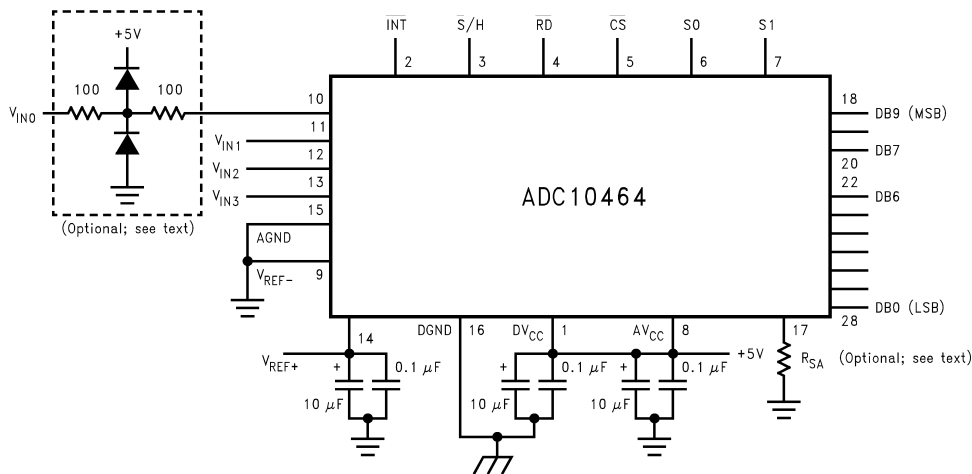 +5V
100 100
V_IN0
(Optional; see text)
I̅N̅T̅ S̅/H R̅D̅ C̅S̅ S0 S1
2 3 4 5 6 7
10
11
V_IN1
12
V_IN2
13
V_IN3
15
AGND
V_REF− 9
ADC10464
18
DB9 (MSB)
DB7
20
22
DB6
DB0 (LSB)
28
14 DGND 16 DV_CC 1 AV_CC 8 17
V_REF+
+ 0.1 μF
10 μF
+ 0.1 μF
10 μF
+ 0.1 μF
10 μF
+5V
R_SA (Optional; see text)